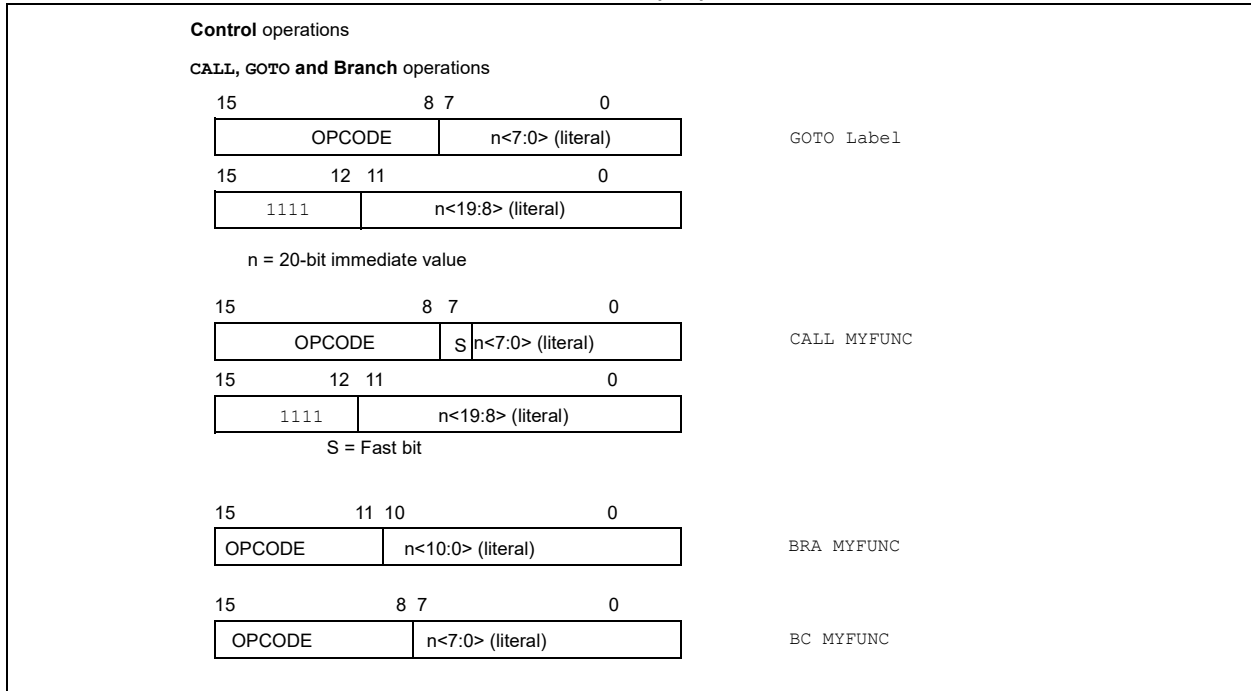 Control operations
CALL, GOTO and Branch operations
15 8 7 0
OPCODE n<7:0> (literal) GOTO Label
15 12 11 0
1111 n<19:8> (literal)
n = 20-bit immediate value
15 8 7 0
OPCODE S n<7:0> (literal) CALL MYFUNC
15 12 11 0
1111 n<19:8> (literal)
S = Fast bit
15 11 10 0
OPCODE n<10:0> (literal) BRA MYFUNC
15 8 7 0
OPCODE n<7:0> (literal) BC MYFUNC